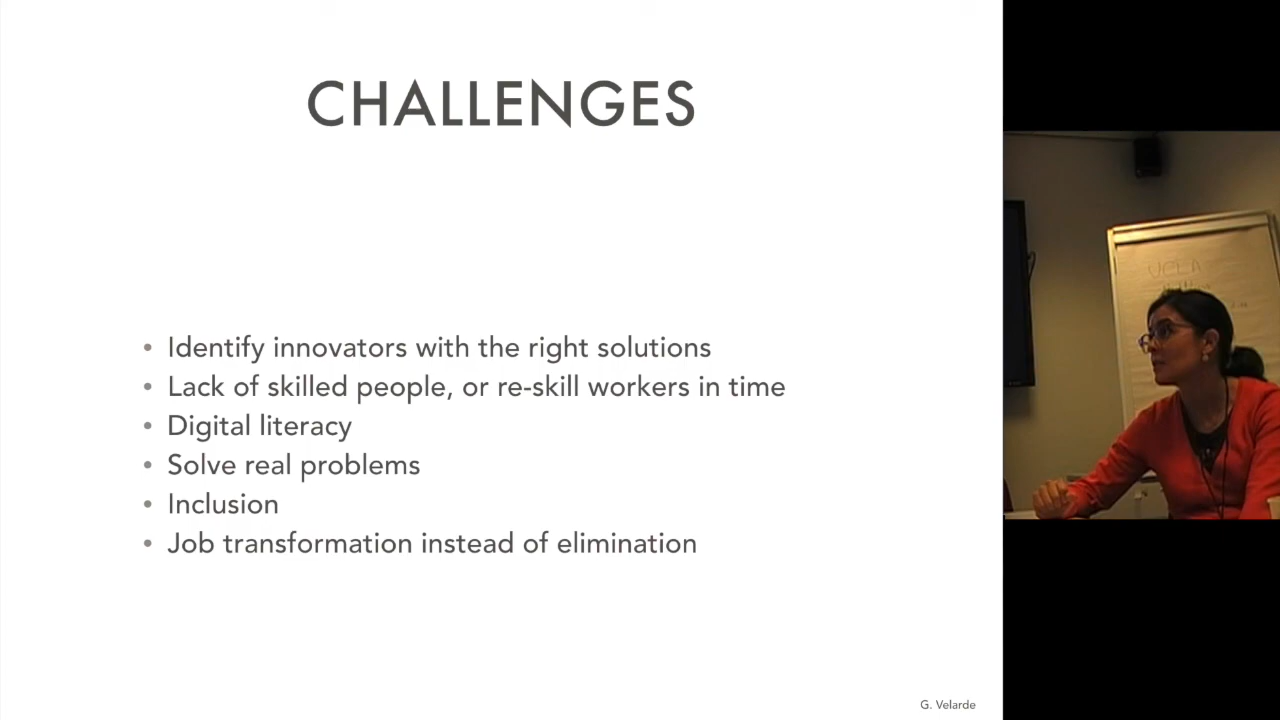 CHALLENGES
• Identify innovators with the right solutions
• Lack of skilled people, or re-skill workers in time
• Digital literacy
• Solve real problems
• Inclusion
• Job transformation instead of elimination
G. Velarde
UCLA